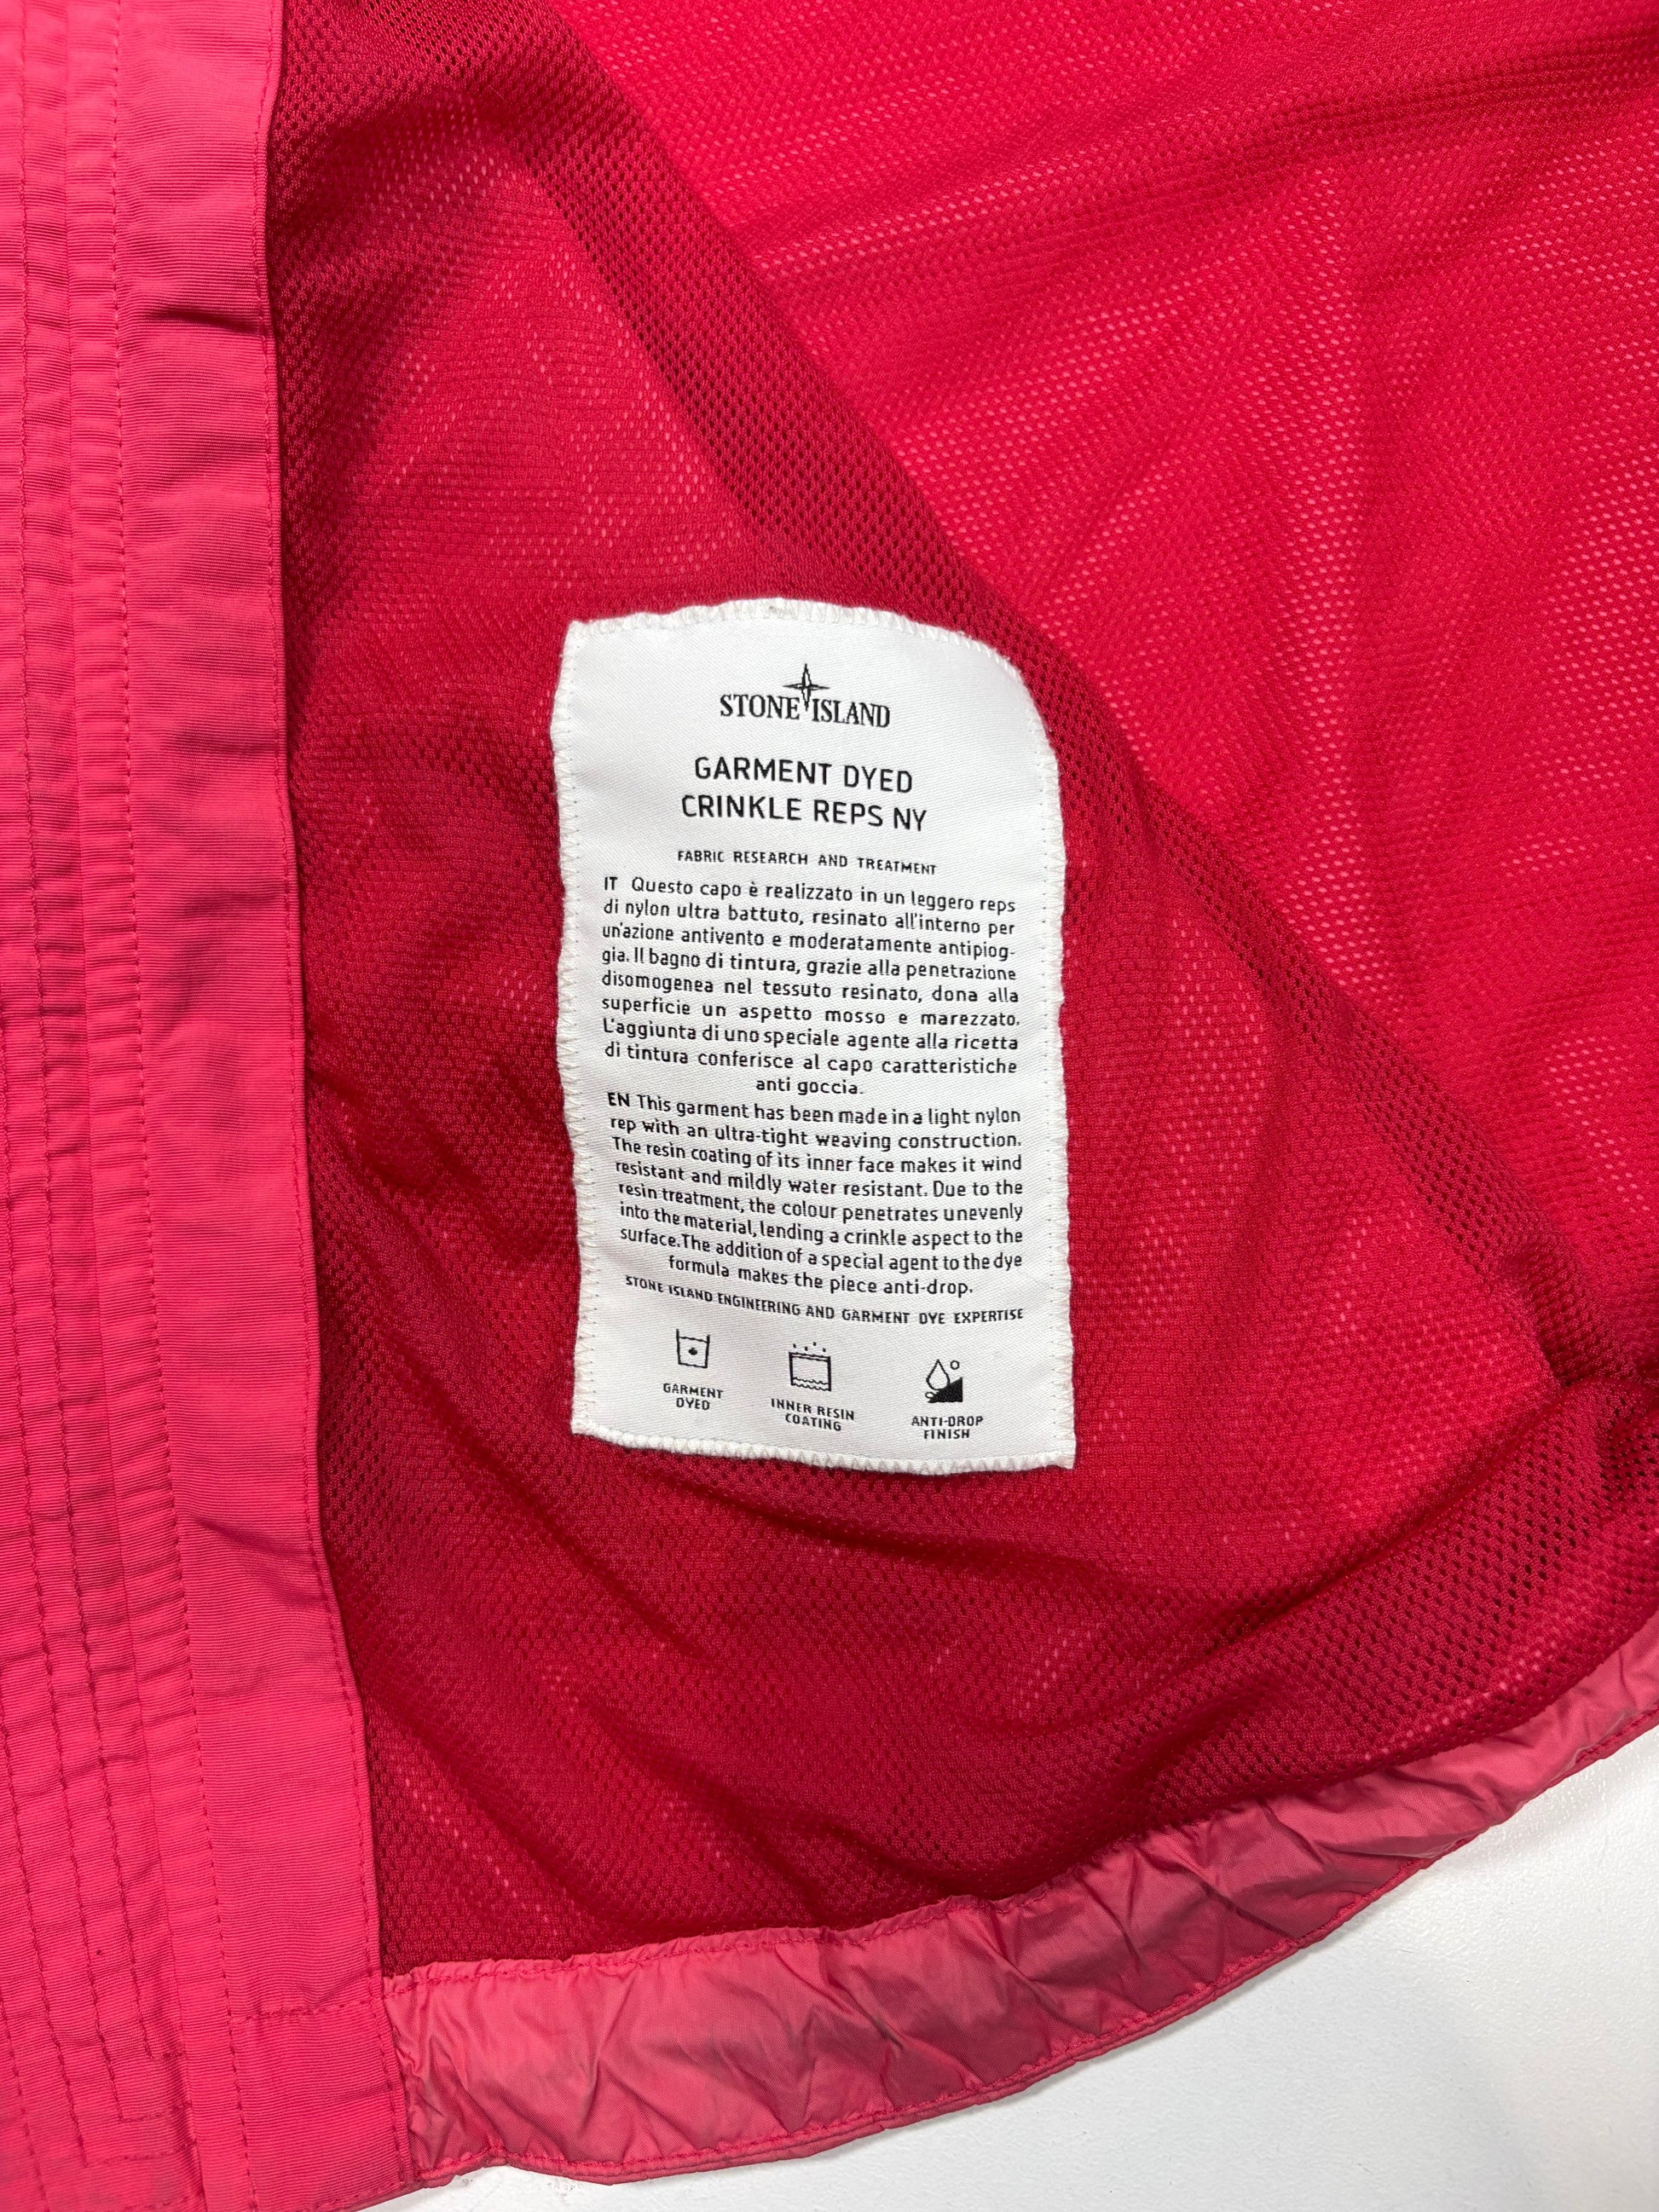 STONE ISLAND
GARMENT DYED
CRINKLE REPS NY
FABRIC RESEARCH AND TREATMENT
IT Questo capo è realizzato in un leggero reps
di nylon ultra battuto, resinato all'interno per
un'azione antivento e moderatamente antipiog-
gia. Il bagno di tintura, grazie alla penetrazione
disomogenea nel tessuto resinato, dona alla
superficie un aspetto mosso e marezzato.
L'aggiunta di uno speciale agente alla ricetta
di tintura conferisce al capo caratteristiche
anti goccia.
EN This garment has been made in a light nylon
rep with an ultra-tight weaving construction.
The resin coating of its inner face makes it wind
resistant and mildly water resistant. Due to the
resin treatment, the colour penetrates unevenly
into the material, lending a crinkle aspect to the
surface.The addition of a special agent to the dye
formula makes the piece anti-drop.
STONE ISLAND ENGINEERING AND GARMENT DYE EXPERTISE
GARMENT
DYED
INNER RESIN
COATING
ANTI-DROP
FINISH